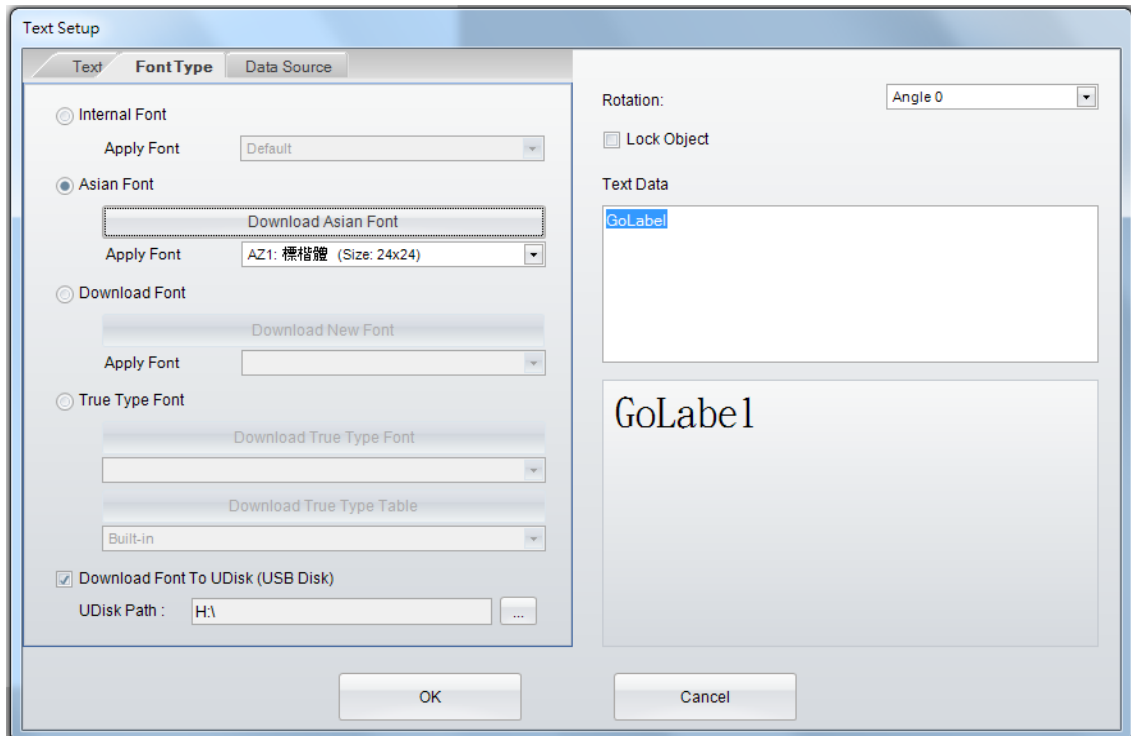 Text Setup
Text
FontType
Data Source
Internal Font
Apply Font
Default
Asian Font
Download Asian Font
Apply Font
AZ1: 標楷體 (Size: 24x24)
Download Font
Download New Font
Apply Font
True Type Font
Download True Type Font
Download True Type Table
Built-in
Download Font To UDisk (USB Disk)
UDisk Path :
H:\
...
Rotation:
Angle 0
Lock Object
Text Data
GoLabel
GoLabel
OK
Cancel